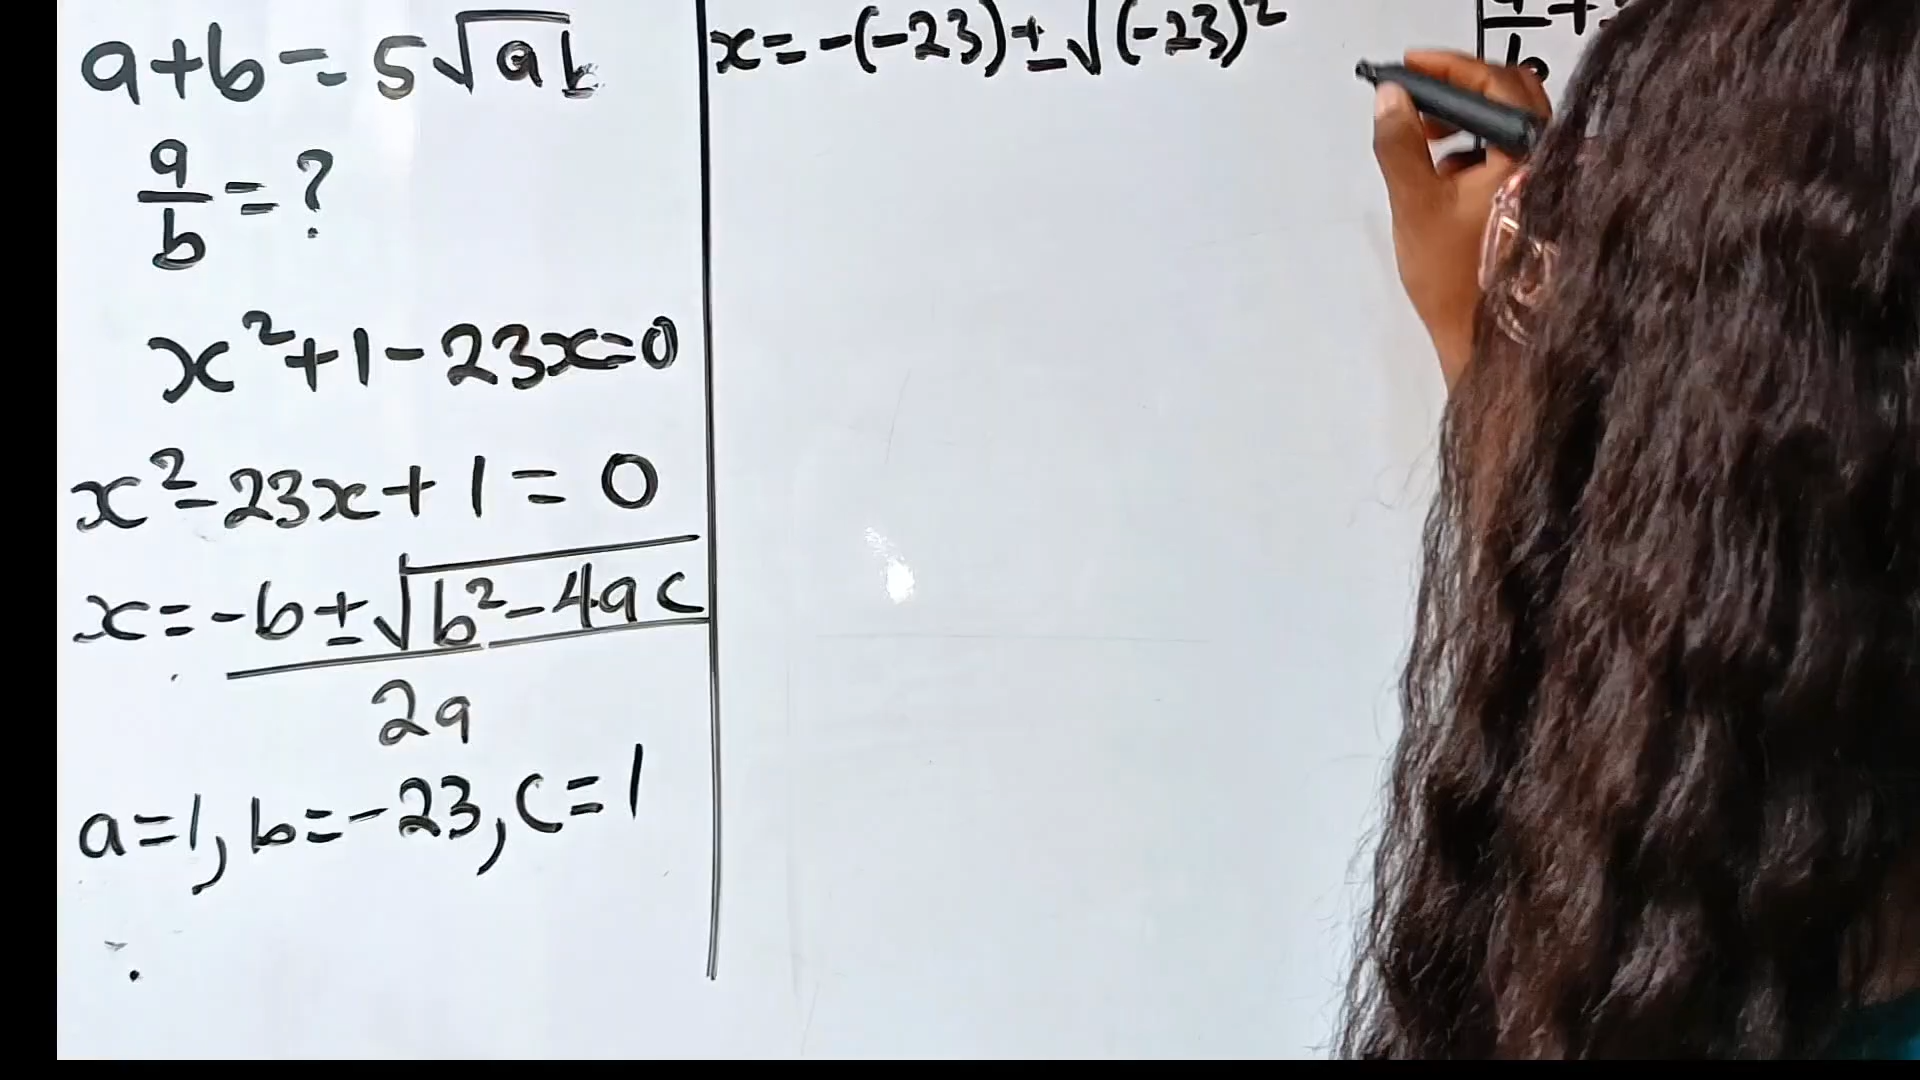 a+b=5√ab
a/b=?
x²+1-23x=0
x²-23x+1=0
x=-b±√b²-4ac
2a
a=1,b=-23,c=1
x=-(-23)±√(-23)²